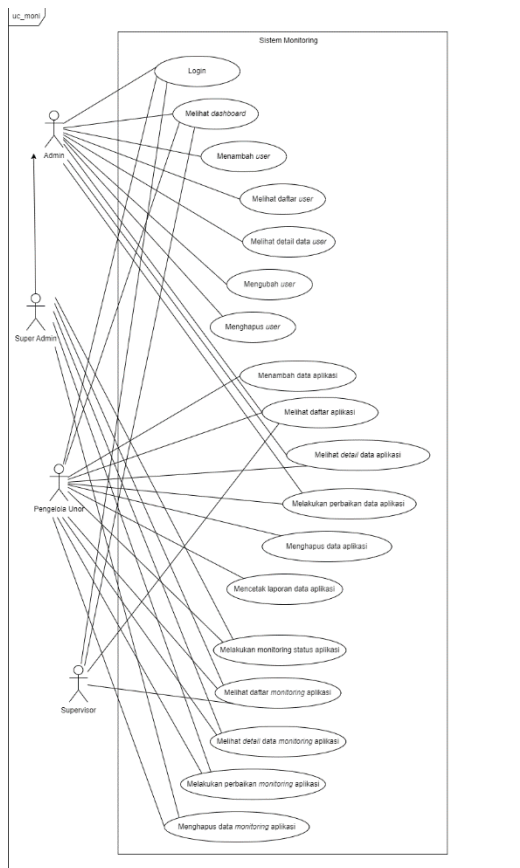 uc_moni
Sistem Monitoring
Login
Melihat dashboard
Admin
Menambah user
Melihat daftar user
Melihat detail data user
Mengubah user
Menghapus user
Super Admin
Menambah data aplikasi
Melihat daftar aplikasi
Melihat detail data aplikasi
Pengelola Unor
Melakukan perbaikan data aplikasi
Menghapus data aplikasi
Mencetak laporan data aplikasi
Melakukan monitoring status aplikasi
Melihat daftar monitoring aplikasi
Supervisor
Melihat detail data monitoring aplikasi
Melakukan perbaikan monitoring aplikasi
Menghapus data monitoring aplikasi